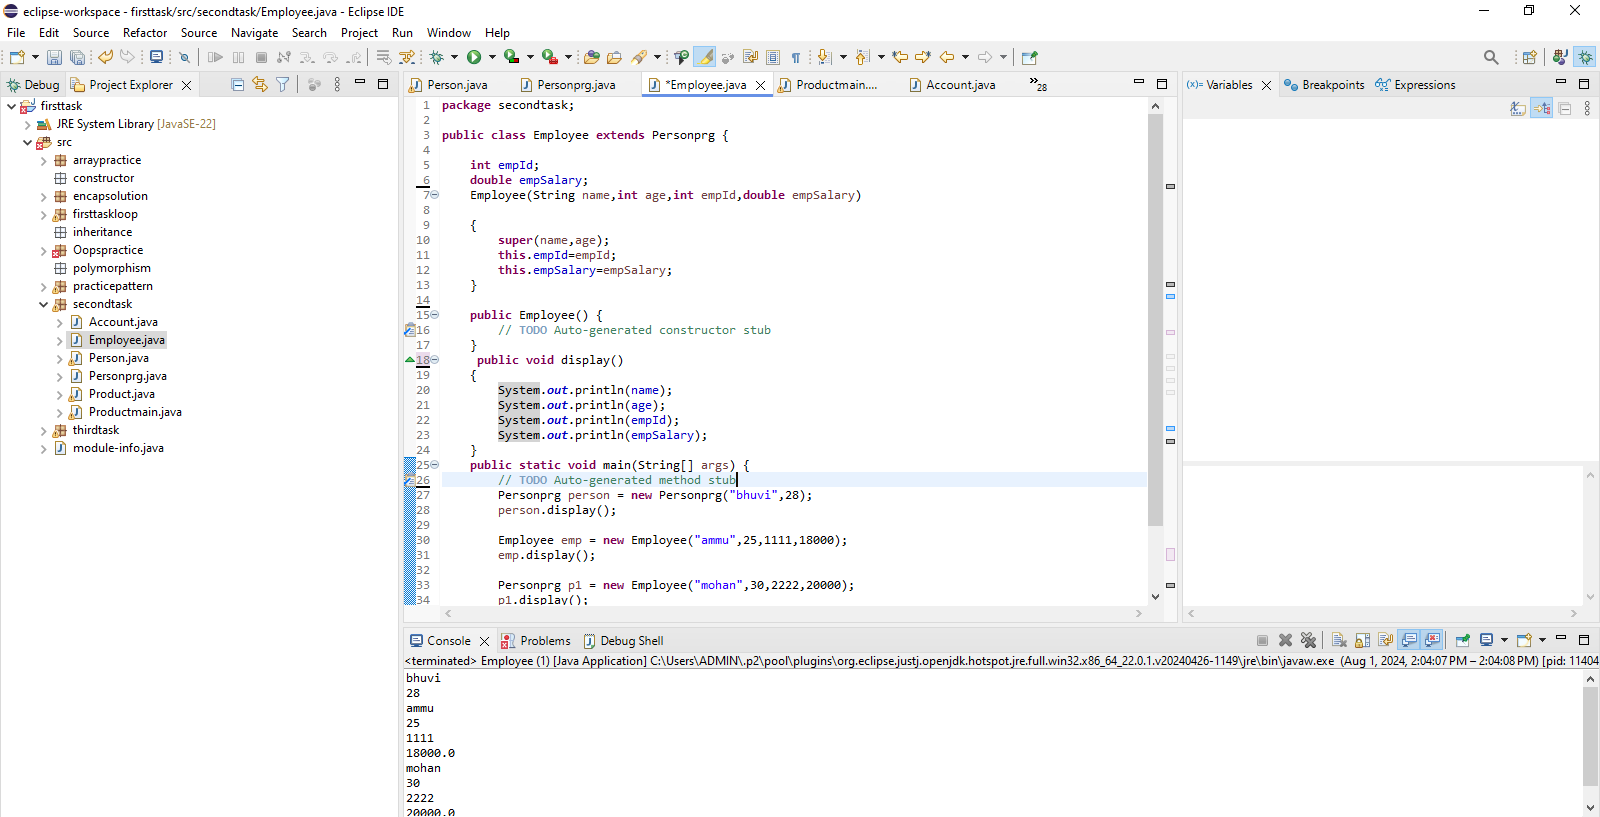 eclipse-workspace - firsttask/src/secondtask/Employee.java - Eclipse IDE
File Edit Source Refactor Source Navigate Search Project Run Window Help
Debug Project Explorer
firsttask
JRE System Library [JavaSE-22]
src
arraypractice
constructor
encapsolution
firsttaskloop
inheritance
Oopspractice
polymorphism
practicepattern
secondtask
Account.java
Employee.java
Person.java
Personprg.java
Product.java
Productmain.java
thirdtask
module-info.java
Person.java Personprg.java *Employee.java Productmain.... Account.java »28
1 package secondtask;
2
3 public class Employee extends Personprg {
4
5 int empId;
6 double empSalary;
7 Employee(String name,int age,int empId,double empSalary)
8
9 {
10 super(name,age);
11 this.empId=empId;
12 this.empSalary=empSalary;
13 }
14
15 public Employee() {
16 // TODO Auto-generated constructor stub
17 }
18 public void display()
19 {
20 System.out.println(name);
21 System.out.println(age);
22 System.out.println(empId);
23 System.out.println(empSalary);
24 }
25 public static void main(String[] args) {
26 // TODO Auto-generated method stub
27 Personprg person = new Personprg("bhuvi",28);
28 person.display();
29
30 Employee emp = new Employee("ammu",25,1111,18000);
31 emp.display();
32
33 Personprg p1 = new Employee("mohan",30,2222,20000);
34 p1.display();
(x)= Variables Breakpoints Expressions
Console Problems Debug Shell
<terminated> Employee (1) [Java Application] C:\Users\ADMIN\.p2\pool\plugins\org.eclipse.justj.openjdk.hotspot.jre.full.win32.x86_64_22.0.1.v20240426-1149\jre\bin\javaw.exe (Aug 1, 2024, 2:04:07 PM – 2:04:08 PM) [pid: 11404
bhuvi
28
ammu
25
1111
18000.0
mohan
30
2222
20000.0